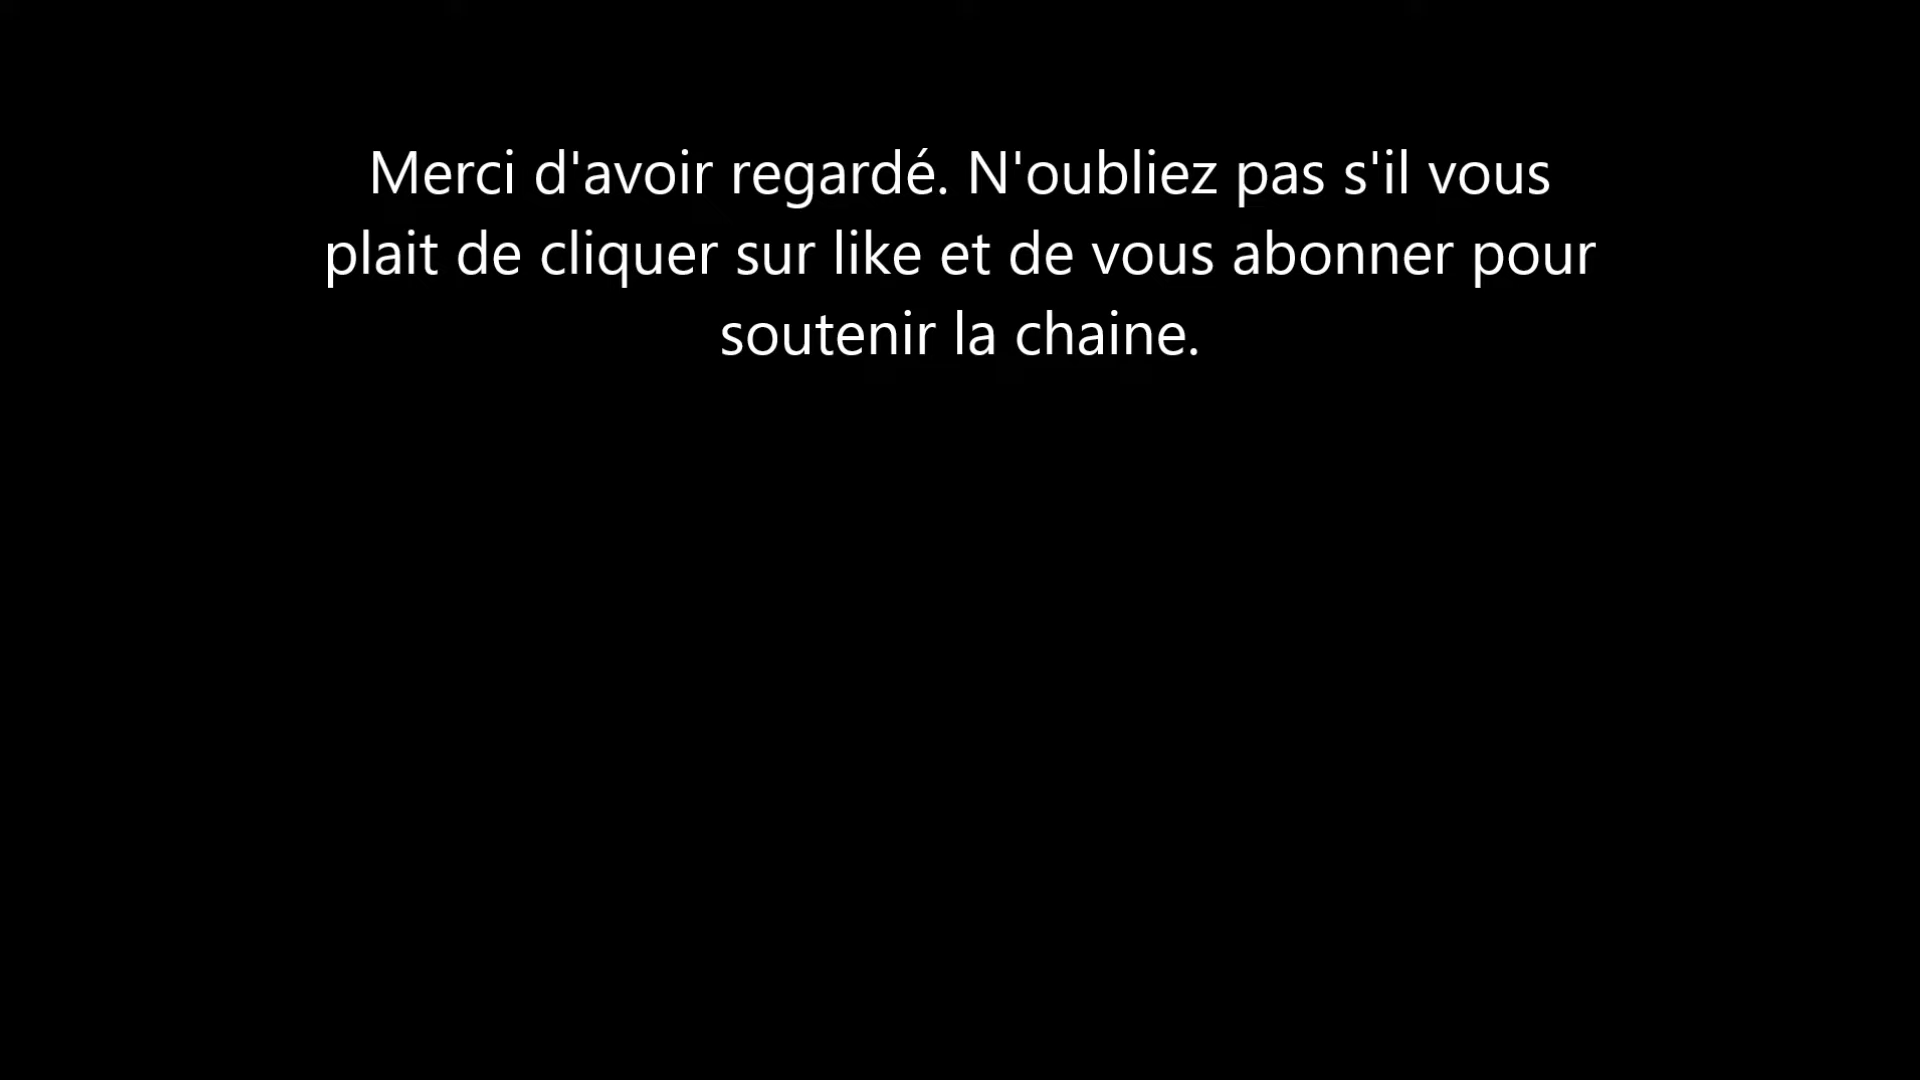 Merci d'avoir regardé. N'oubliez pas s'il vous
plait de cliquer sur like et de vous abonner pour
soutenir la chaine.